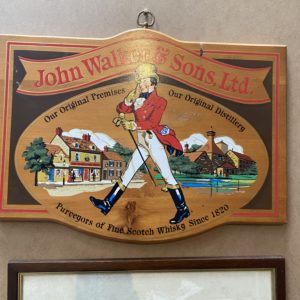 John Walker & Sons, Ltd.
Our Original Premises
Our Original Distillery
Purveyors of Fine Scotch Whisky Since 1820